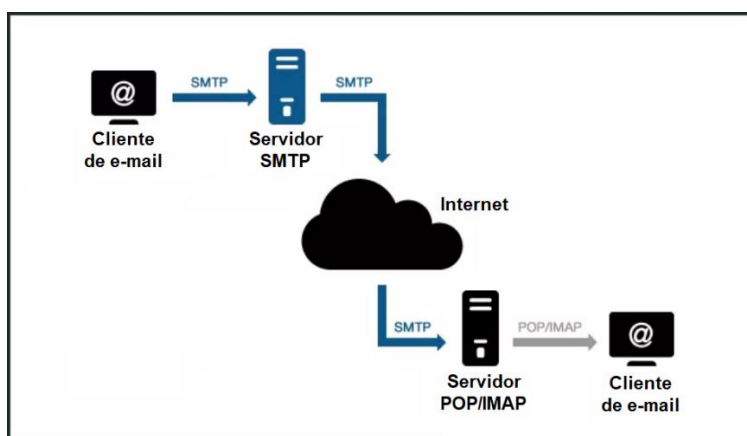 SMTP
SMTP
@
Cliente
de e-mail
Servidor
SMTP
Internet
SMTP
POP/IMAP
@
Servidor
POP/IMAP
Cliente
de e-mail